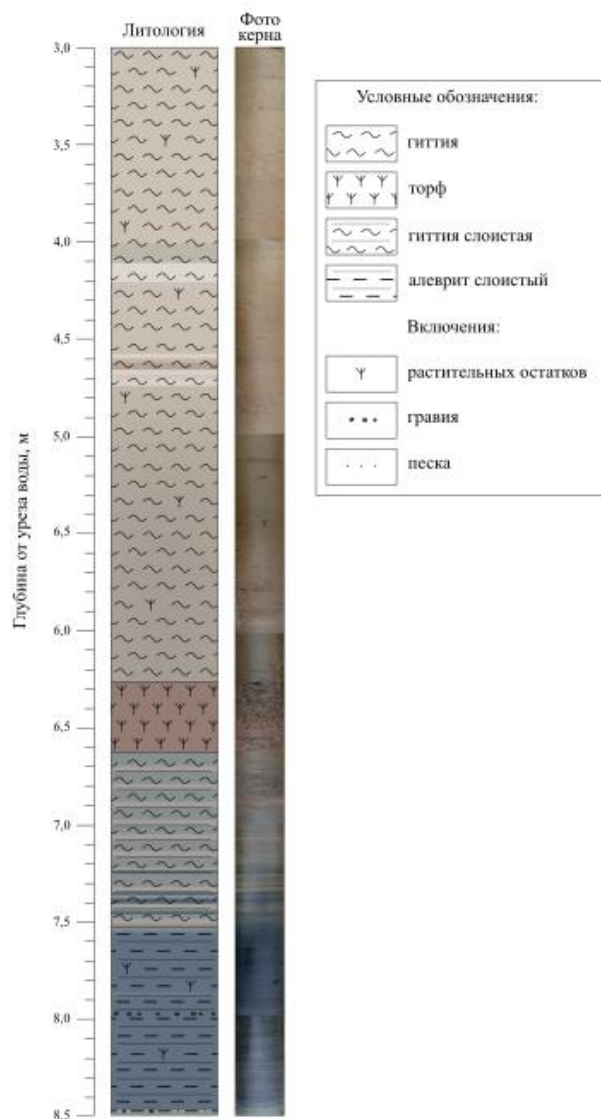 Литология
Фото
керна
3,0
3,5
4,0
4,5
5,0
6,5
6,0
6,5
7,0
7,5
8,0
8.5
Глубина от уреза воды, м
Условные обозначения:
гиттия
торф
гиттия слоистая
алеврит слоистый
Включения:
растительных остатков
гравия
песка